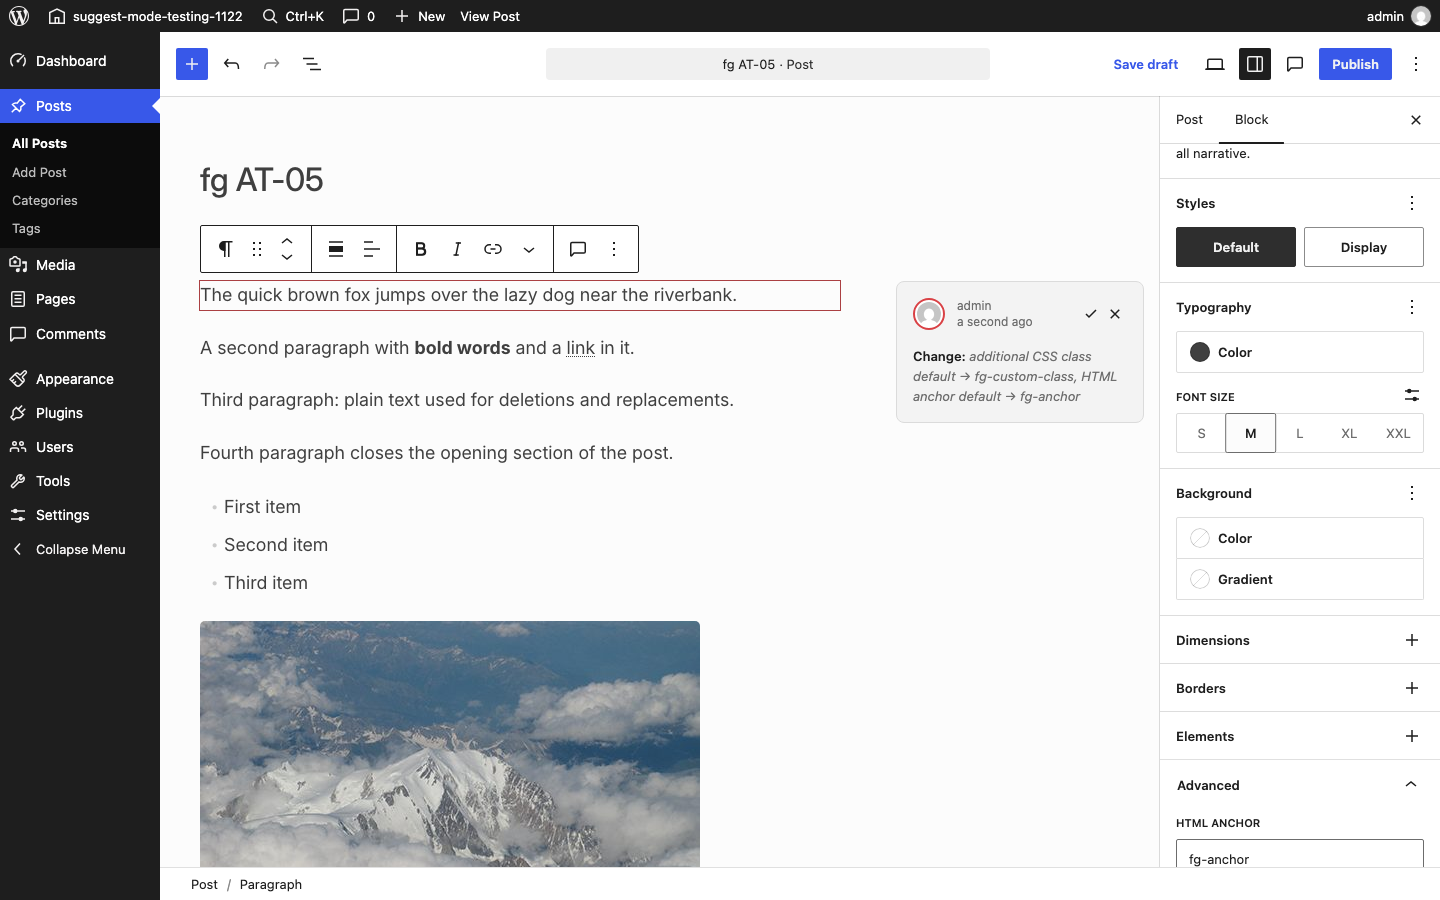 suggest-mode-testing-1122 Ctrl+K 0 New View Post admin
Dashboard
Posts
All Posts
Add Post
Categories
Tags
Media
Pages
Comments
Appearance
Plugins
Users
Tools
Settings
Collapse Menu
fg AT-05 · Post
Save draft
Publish
fg AT-05
B I
The quick brown fox jumps over the lazy dog near the riverbank.
A second paragraph with bold words and a link in it.
Third paragraph: plain text used for deletions and replacements.
Fourth paragraph closes the opening section of the post.
• First item
• Second item
• Third item
admin
a second ago
Change: additional CSS class
default → fg-custom-class, HTML
anchor default → fg-anchor
Post Block
all narrative.
Styles
Default Display
Typography
Color
FONT SIZE
S M L XL XXL
Background
Color
Gradient
Dimensions
Borders
Elements
Advanced
HTML ANCHOR
fg-anchor
Post / Paragraph